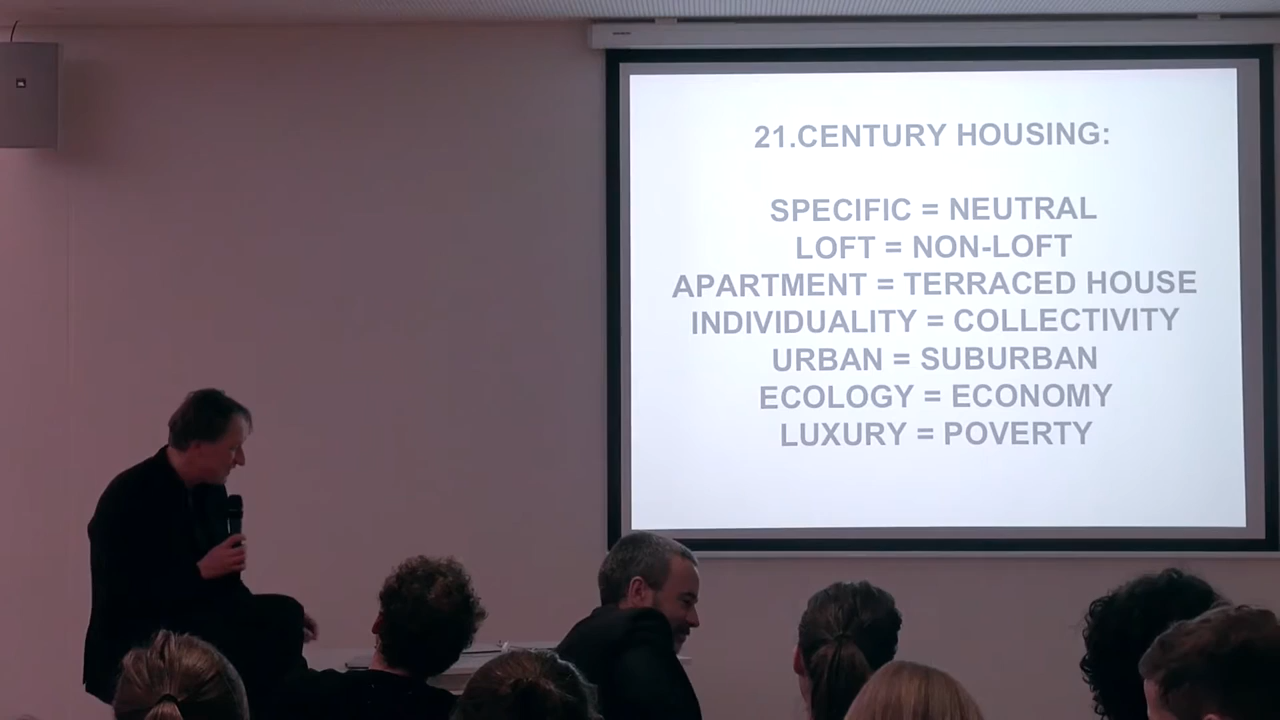 21.CENTURY HOUSING:
SPECIFIC = NEUTRAL
LOFT = NON-LOFT
APARTMENT = TERRACED HOUSE
INDIVIDUALITY = COLLECTIVITY
URBAN = SUBURBAN
ECOLOGY = ECONOMY
LUXURY = POVERTY